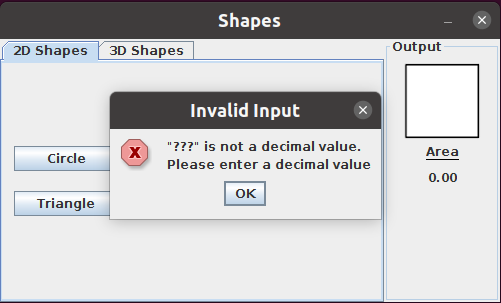 Shapes
2D Shapes
3D Shapes
Output
Invalid Input
"???" is not a decimal value.
Please enter a decimal value
OK
Circle
Triangle
Area
0.00